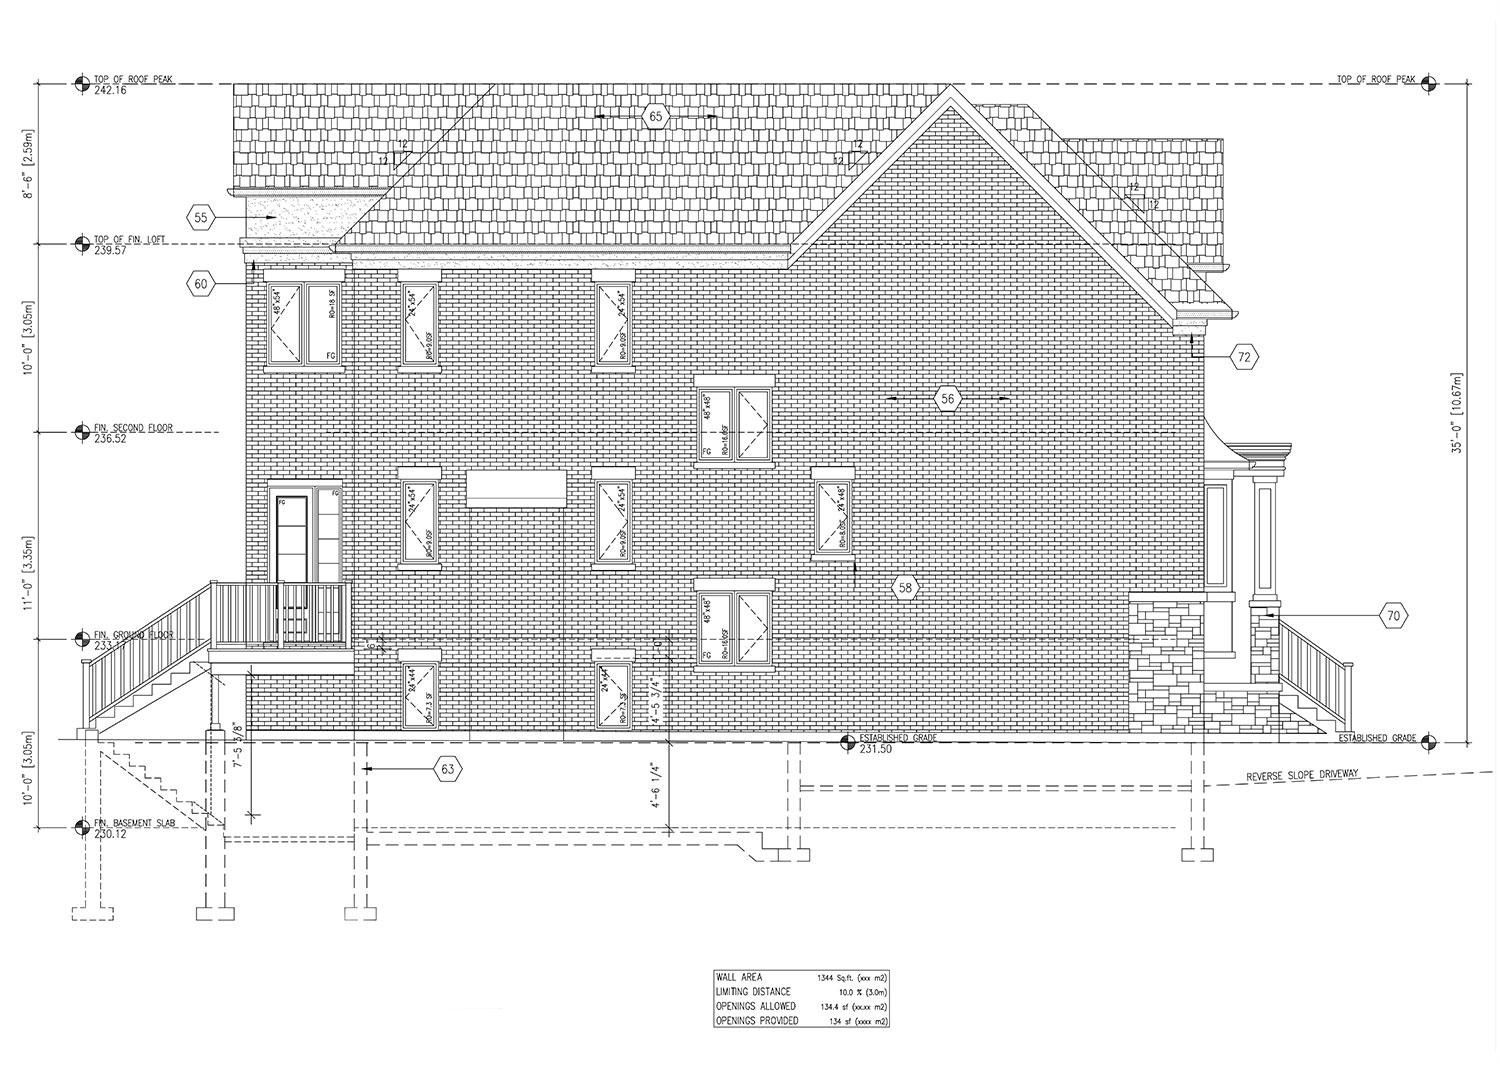 TOP OF ROOF PEAK
242.16
TOP OF ROOF PEAK
65
12
12
12
12
12
12
8'-6" [2.59m]
55
TOP OF FIN. LOFT
239.57
60
48"x54"
RO=18 SF
FG
24"x54"
RO=9.0SF
24"x54"
RO=9.0SF
10'-0" [3.05m]
72
48"x48"
RO=16.0SF
FG
56
35'-0" [10.67m]
FIN. SECOND FLOOR
236.52
FG
FG
24"x54"
RO=9.0SF
24"x54"
RO=9.0SF
24"x48"
RO=8.0SF
11'-0" [3.35m]
58
48"x48"
RO=16.0SF
FG
70
FIN. GROUND FLOOR
233.17
24"x44"
RO=7.3 SF
24"x44"
RO=7.3 SF
4'-5 3/4"
7'-5 3/8"
ESTABLISHED GRADE
231.50
ESTABLISHED GRADE
10'-0" [3.05m]
63
4'-6 1/4"
REVERSE SLOPE DRIVEWAY
FIN. BASEMENT SLAB
230.12
WALL AREA 1344 Sq.ft. (xxx m2)
LIMITING DISTANCE 10.0 % (3.0m)
OPENINGS ALLOWED 134.4 sf (xx.xx m2)
OPENINGS PROVIDED 134 sf (xxxx m2)